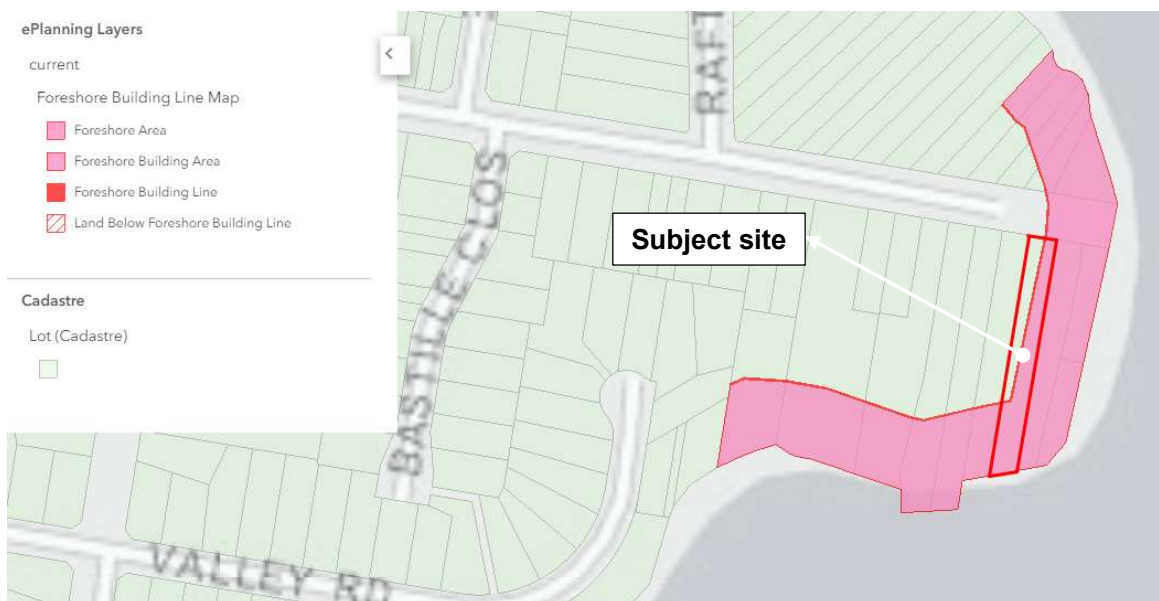 ePlanning Layers
current
Foreshore Building Line Map
Foreshore Area
Foreshore Building Area
Foreshore Building Line
Land Below Foreshore Building Line
Cadastre
Lot (Cadastre)
RAFT
BASTILLE CLOS
Subject site
VALLEY RD